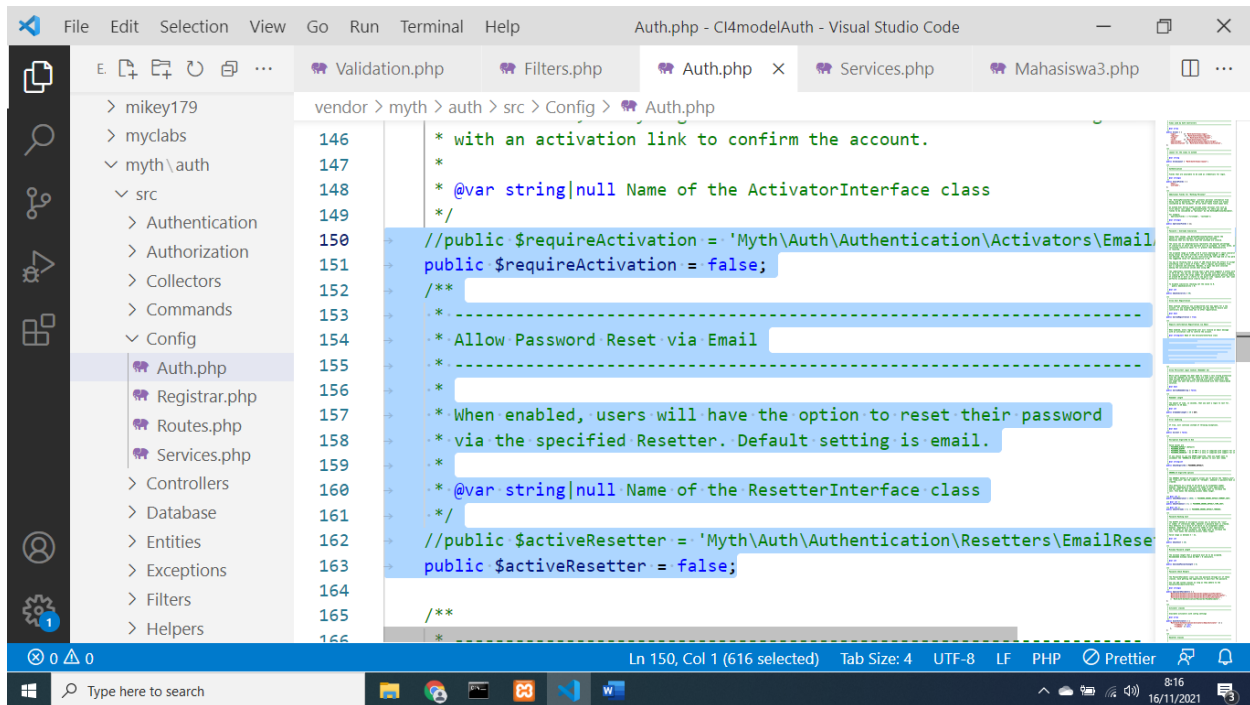 File Edit Selection View Go Run Terminal Help Auth.php - CI4modelAuth - Visual Studio Code
E. Validation.php Filters.php Auth.php Services.php Mahasiswa3.php
vendor > myth > auth > src > Config > Auth.php
> mikey179
> myclabs
myth\auth
src
> Authentication
> Authorization
> Collectors
> Commands
Config
Auth.php
Registrar.php
Routes.php
Services.php
> Controllers
> Database
> Entities
> Exceptions
> Filters
> Helpers
146 * with an activation link to confirm the account.
147 *
148 * @var string|null Name of the ActivatorInterface class
149 */
150 //public $requireActivation = 'Myth\Auth\Authentication\Activators\Email
151 public $requireActivation = false;
152 /**
153 * --------------------------------------------------------------------
154 * Allow Password Reset via Email
155 * --------------------------------------------------------------------
156 *
157 * When enabled, users will have the option to reset their password
158 * via the specified Resetter. Default setting is email.
159 *
160 * @var string|null Name of the ResetterInterface class
161 */
162 //public $activeResetter = 'Myth\Auth\Authentication\Resetters\EmailRese
163 public $activeResetter = false;
164
165 /**
166 * --------------------------------------------------------------------
1
0 0 Ln 150, Col 1 (616 selected) Tab Size: 4 UTF-8 LF PHP Prettier
Type here to search
8:16
16/11/2021
3